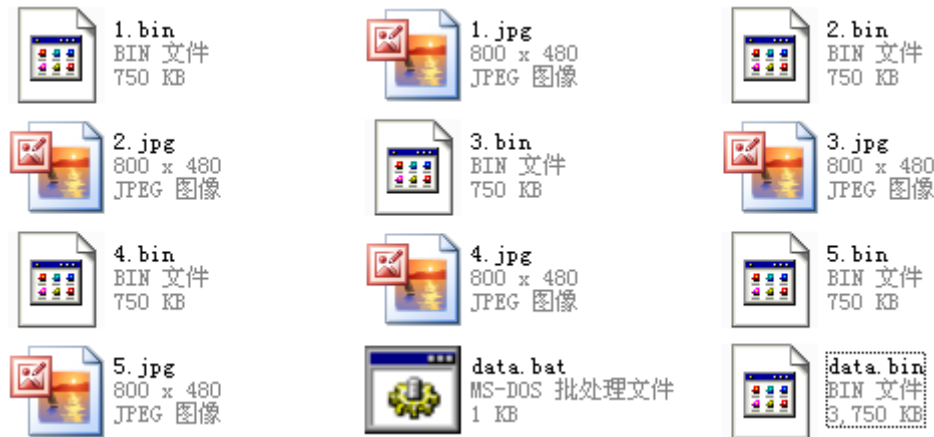 1.bin
BIN 文件
750 KB
1.jpg
800 x 480
JPEG 图像
2.bin
BIN 文件
750 KB
2.jpg
800 x 480
JPEG 图像
3.bin
BIN 文件
750 KB
3.jpg
800 x 480
JPEG 图像
4.bin
BIN 文件
750 KB
4.jpg
800 x 480
JPEG 图像
5.bin
BIN 文件
750 KB
5.jpg
800 x 480
JPEG 图像
data.bat
MS-DOS 批处理文件
1 KB
data.bin
BIN 文件
3,750 KB